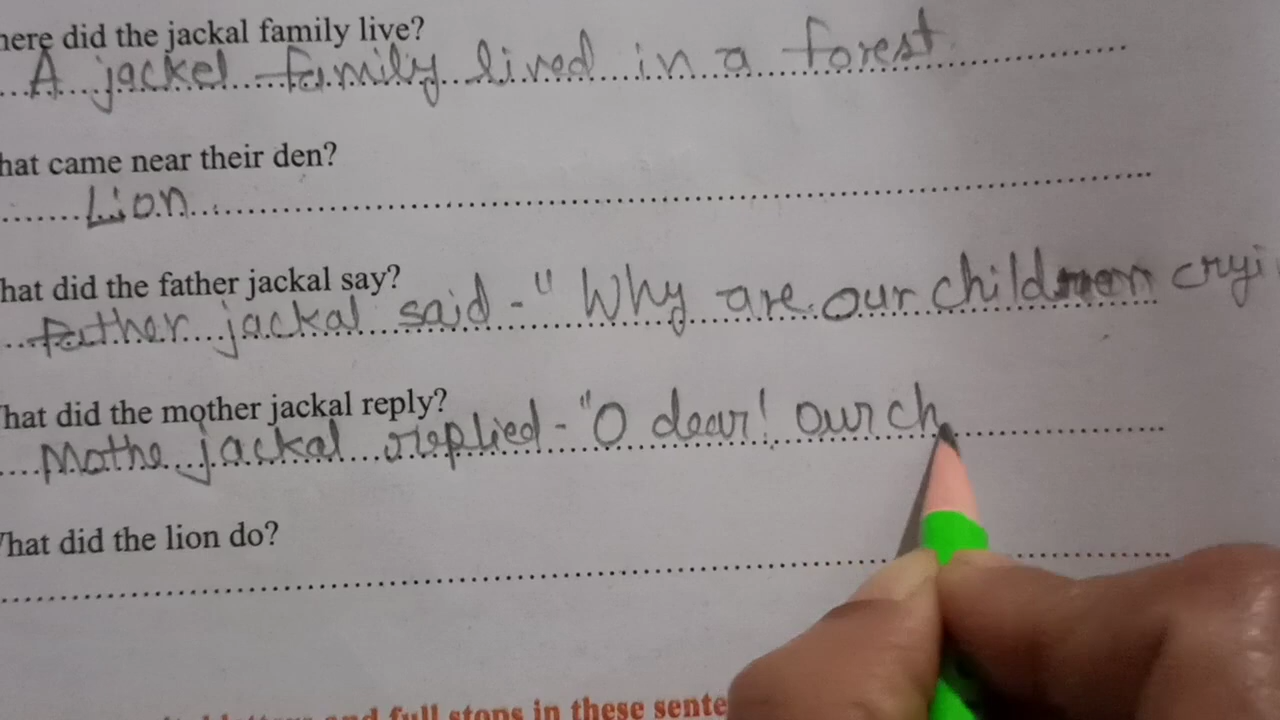 here did the jackal family live?
A jackel family lived in a forest
hat came near their den?
Lion
hat did the father jackal say?
father jackal said - " Why are our children cryi
hat did the mother jackal reply?
Mothe jackal replied - "O dear! our ch
hat did the lion do?
and full stops in these sente